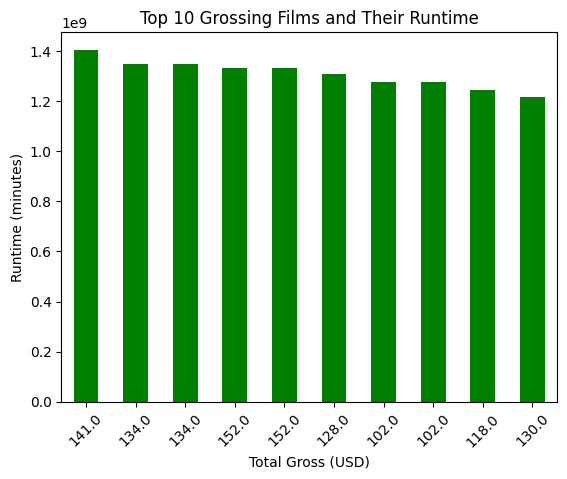 Top 10 Grossing Films and Their Runtime
1e9
1.4
1.2
1.0
0.8
0.6
0.4
0.2
0.0
Runtime (minutes)
141.0 134.0 134.0 152.0 152.0 128.0 102.0 102.0 118.0 130.0
Total Gross (USD)